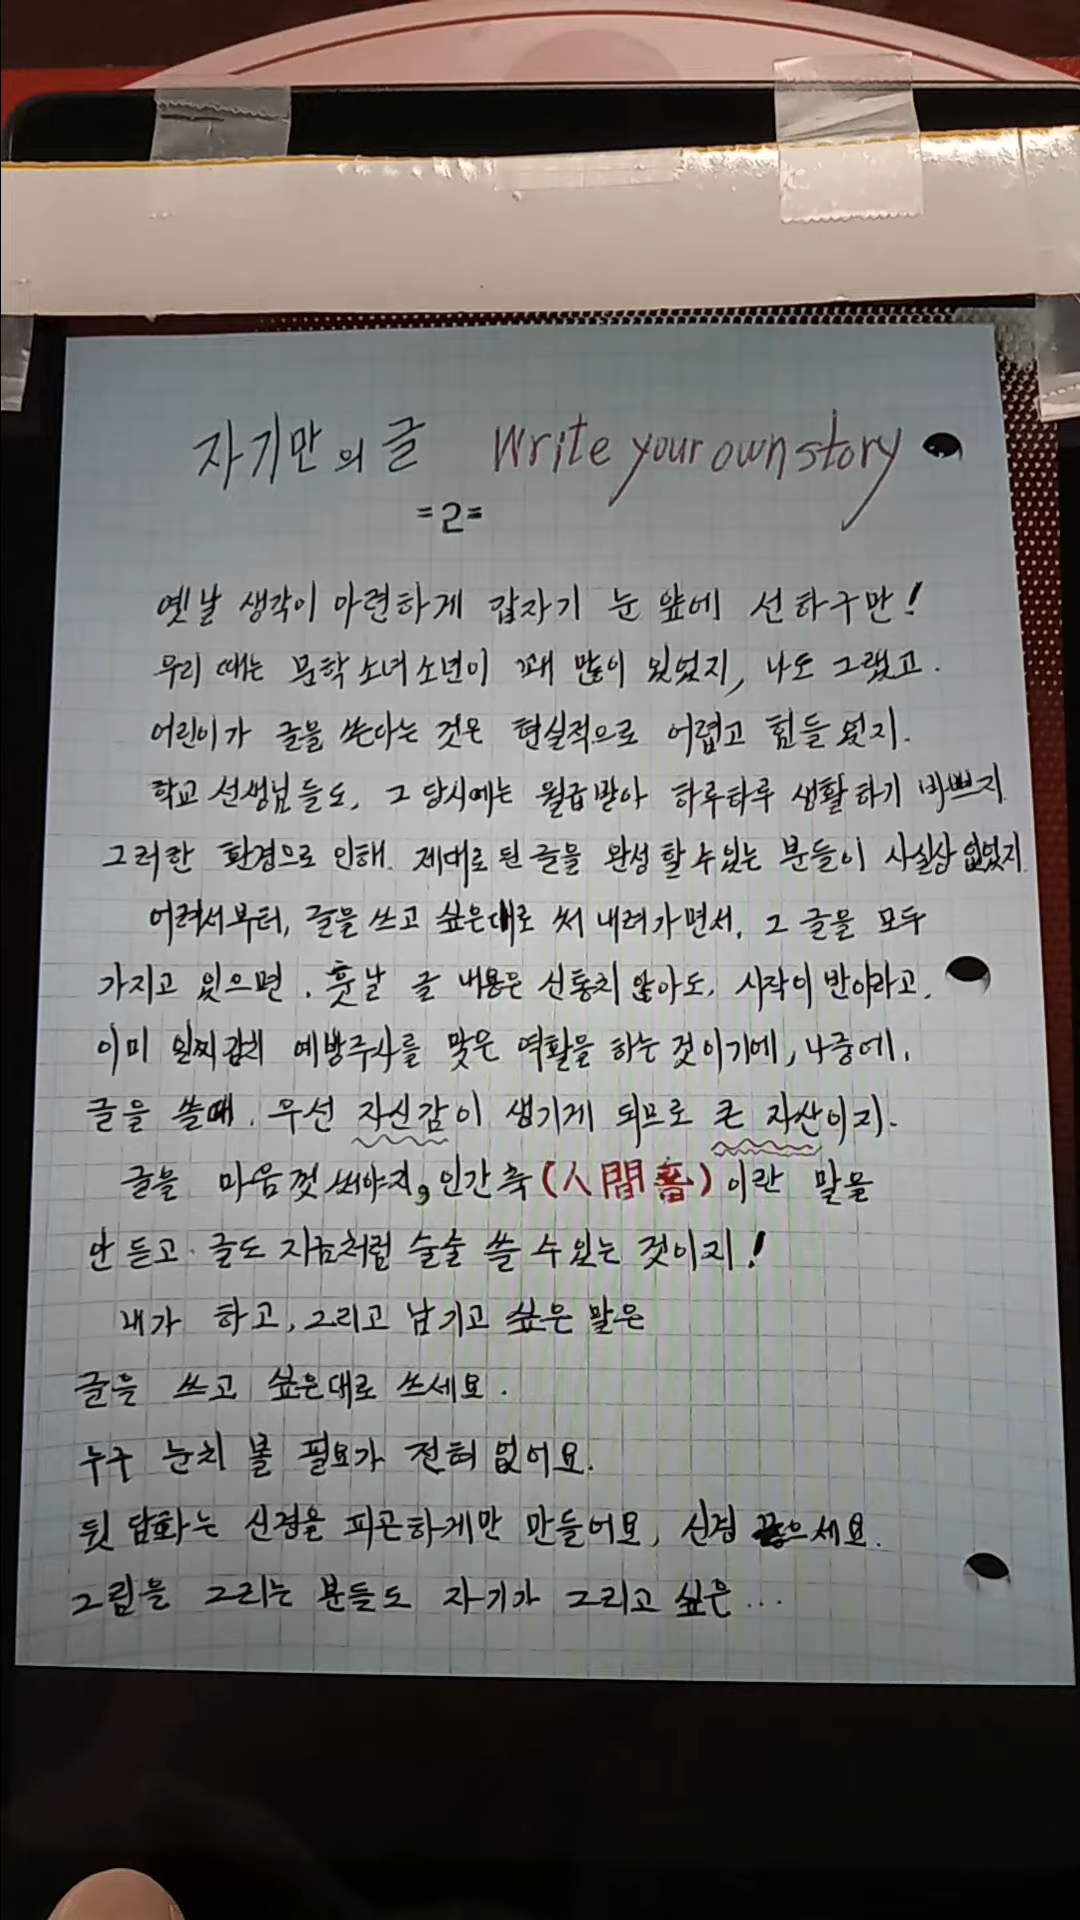 자기만의 글 Write your own story
=2=
옛날 생각이 아련하게 갑자기 눈 앞에 선하구만!
우리 때는 문학 소녀 소년이 꽤 많이 있었지, 나도 그랬고.
어린이가 글을 쓴다는 것은 현실적으로 어렵고 힘들었지.
학교 선생님들도, 그 당시에는 월급받아 하루하루 생활하기 바쁘지.
그러한 환경으로 인해. 제대로 된 글을 완성할 수 있는 분들이 사실상 없었지.
어려서부터, 글을 쓰고 싶은대로 써 내려가면서, 그 글을 모두
가지고 있으면, 훗날 글 내용은 신통치 않아도, 시작이 반이라고,
이미 일찌감치 예방주사를 맞은 역활을 하는 것이기에, 나중에,
글을 쓸때, 우선 자신감이 생기게 되므로 큰 자산이지.
글을 마음껏 써야지, 인간축(人間畜)이란 말을
안 듣고. 글도 지금처럼 술술 쓸 수 있는 것이지!
내가 하고, 그리고 남기고 싶은 말은
글을 쓰고 싶은대로 쓰세요.
누구 눈치 볼 필요가 전혀 없어요.
뒷 담화는 신경을 피곤하게만 만들어요, 신경 끊으세요.
그림을 그리는 분들도 자기가 그리고 싶은...